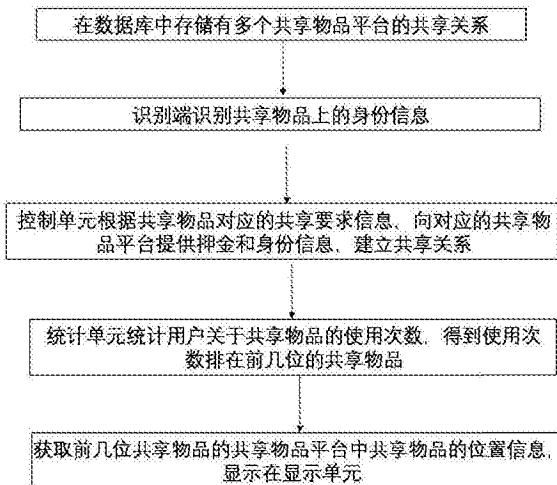 在数据库中存储有多个共享物品平台的共享关系
识别端识别共享物品上的身份信息
控制单元根据共享物品对应的共享要求信息、向对应的共享物
品平台提供押金和身份信息、建立共享关系
统计单元统计用户关于共享物品的使用次数，得到使用次
数排在前几位的共享物品
获取前几位共享物品的共享物品平台中共享物品的位置信息，
显示在显示单元